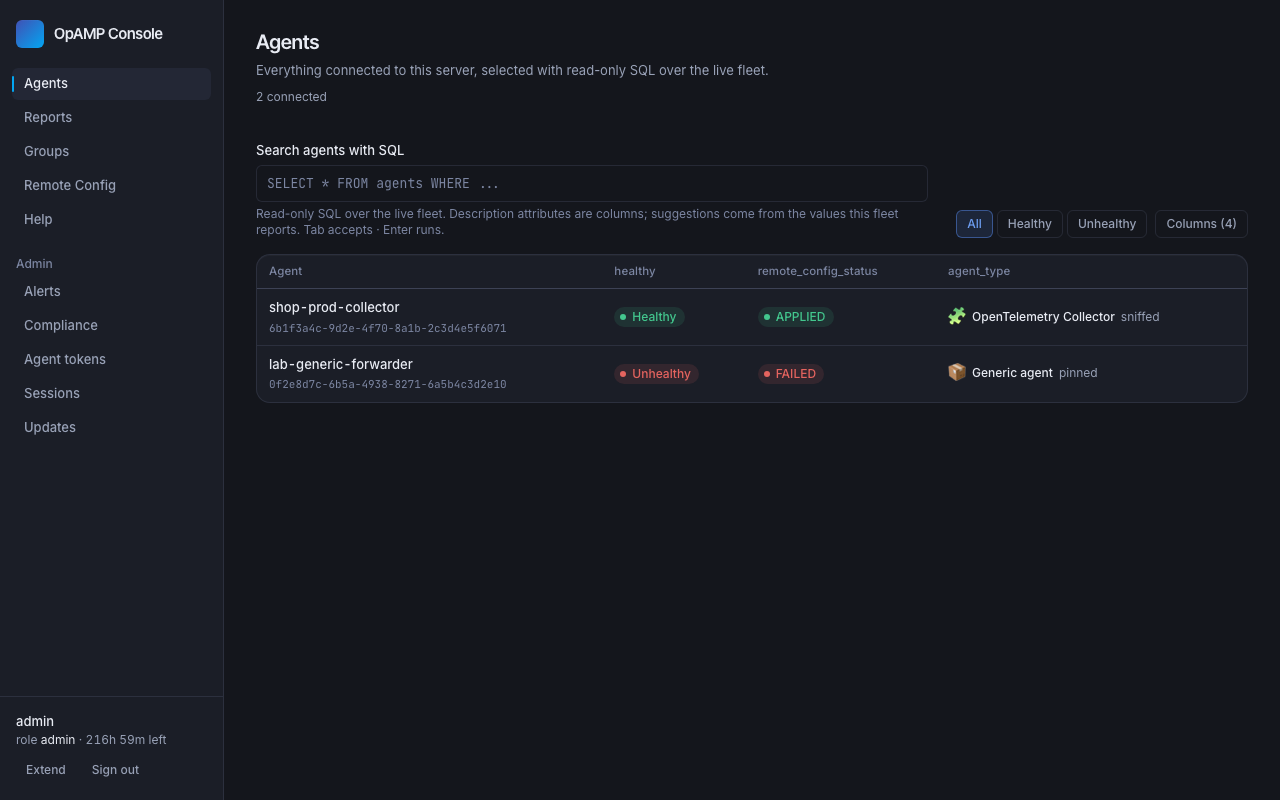 OpAMP Console
Agents
Reports
Groups
Remote Config
Help
Admin
Alerts
Compliance
Agent tokens
Sessions
Updates
admin
role admin · 216h 59m left
Extend Sign out
Agents
Everything connected to this server, selected with read-only SQL over the live fleet.
2 connected
Search agents with SQL
SELECT * FROM agents WHERE ...
Read-only SQL over the live fleet. Description attributes are columns; suggestions come from the values this fleet
reports. Tab accepts · Enter runs.
All Healthy Unhealthy Columns (4)
Agent healthy remote_config_status agent_type
shop-prod-collector
6b1f3a4c-9d2e-4f70-8a1b-2c3d4e5f6071
Healthy APPLIED OpenTelemetry Collector sniffed
lab-generic-forwarder
0f2e8d7c-6b5a-4938-8271-6a5b4c3d2e10
Unhealthy FAILED Generic agent pinned